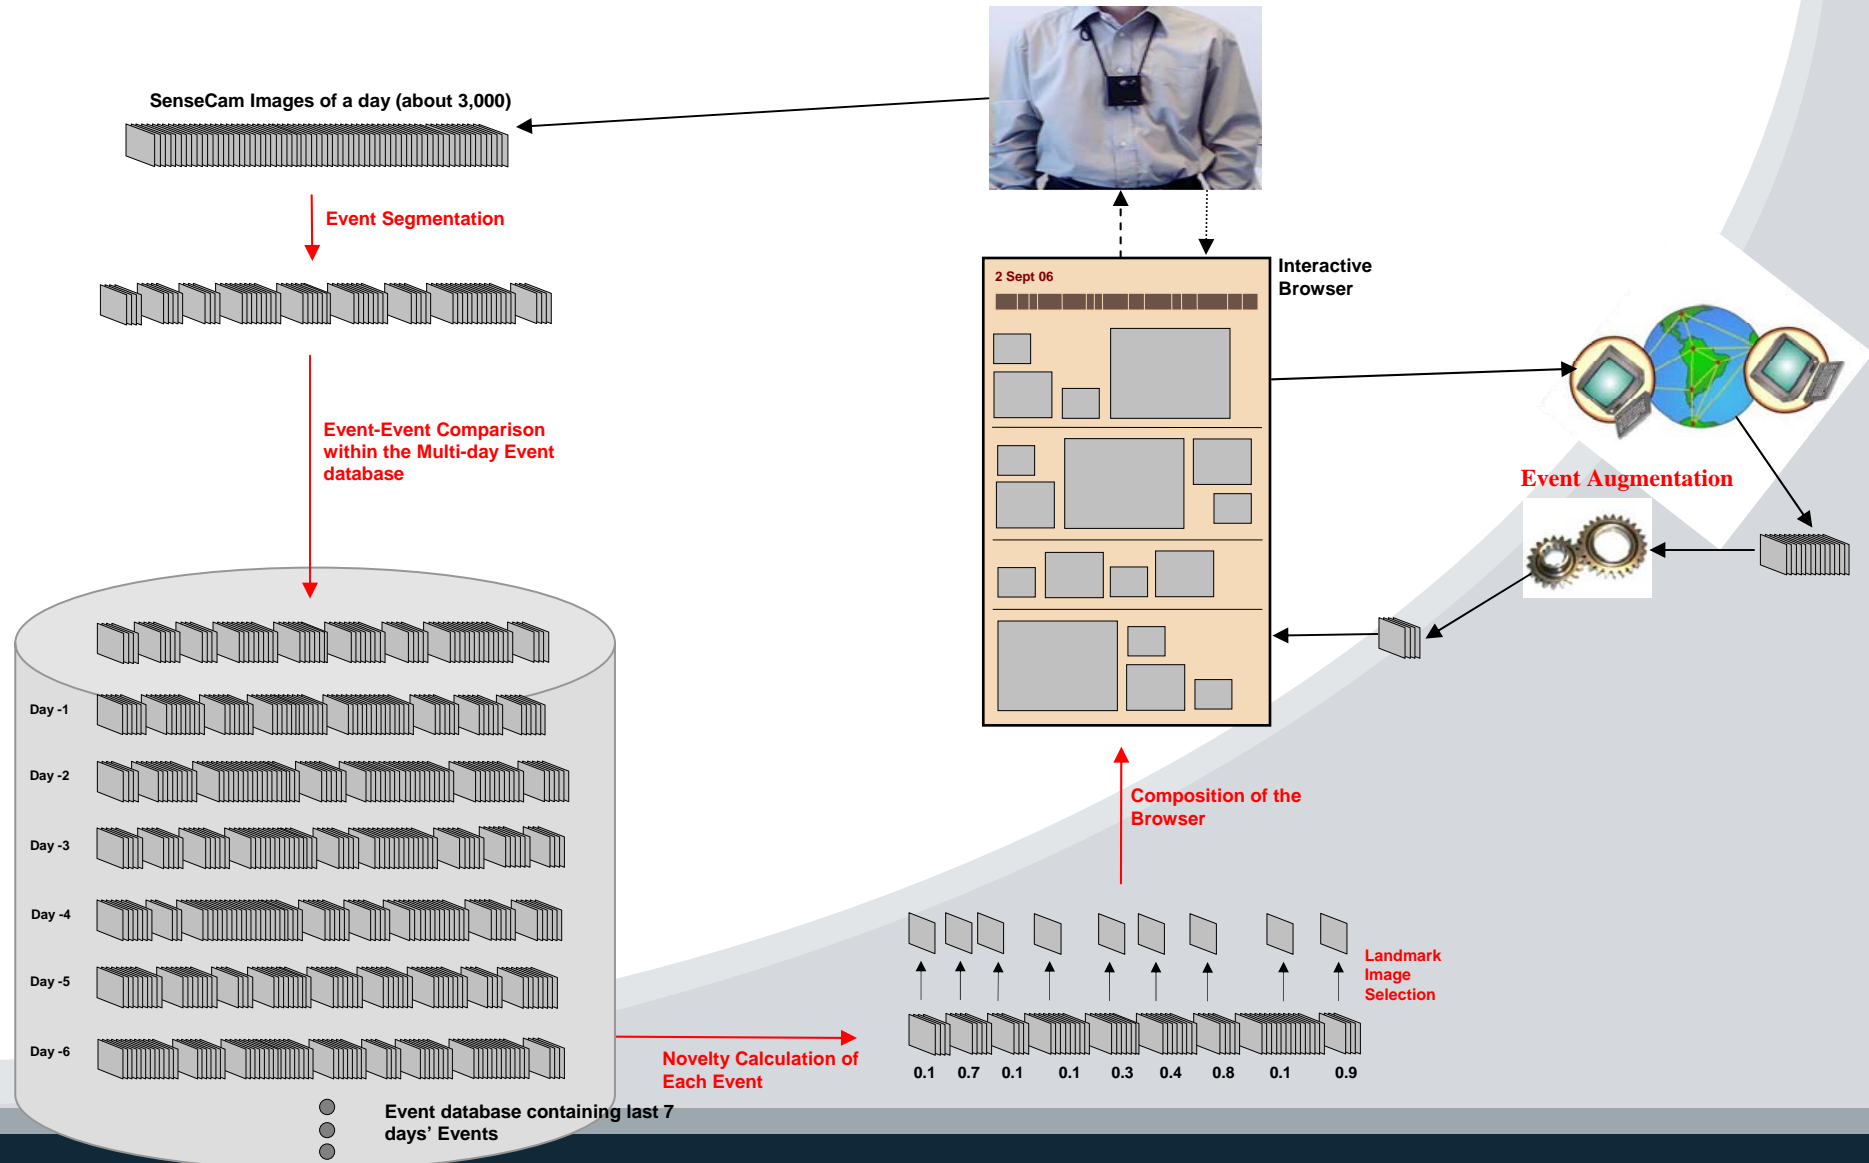 SenseCam Images of a day (about 3,000)
Event Segmentation
Event-Event Comparison
within the Multi-day Event
database
Day -1
Day -2
Day -3
Day -4
Day -5
Day -6
Event database containing last 7
days’ Events
Novelty Calculation of
Each Event
0.1 0.7 0.1 0.1 0.3 0.4 0.8 0.1 0.9
Landmark
Image
Selection
Composition of the
Browser
2 Sept 06
Interactive
Browser
Event Augmentation